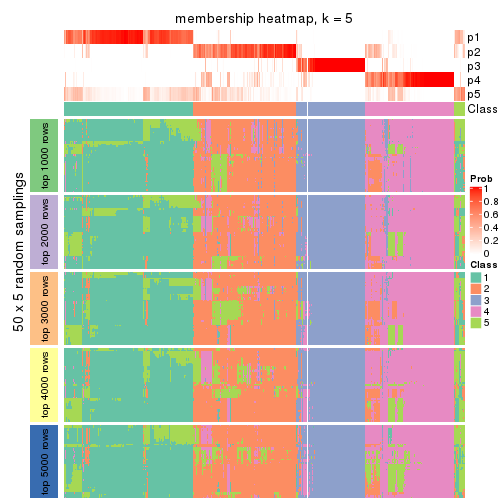 membership heatmap, k = 5
p1
p2
p3
p4
p5
Class
50 x 5 random samplings
top 1000 rows
top 2000 rows
top 3000 rows
top 4000 rows
top 5000 rows
Prob
1
0.8
0.6
0.4
0.2
0
Class
1
2
3
4
5